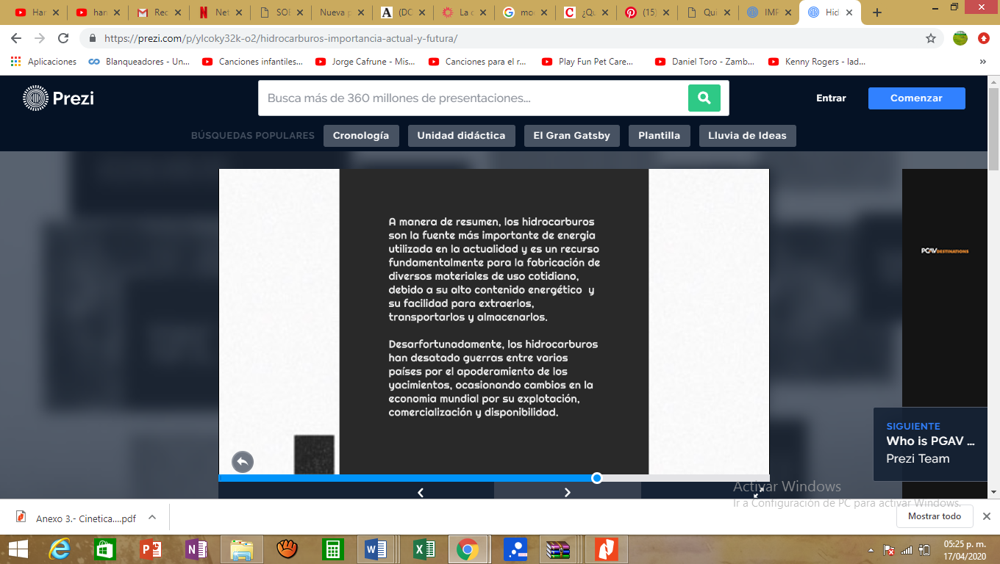 Har
harr
Rec
Net
SOE
Nueva p
(DC
La c
mo
¿Qu
(15)
Qui
IMF
Hid
https://prezi.com/p/ylcoky32k-o2/hidrocarburos-importancia-actual-y-futura/
Aplicaciones
Blanqueadores - Un...
Canciones infantiles...
Jorge Cafrune - Mis...
Canciones para el r...
Play Fun Pet Care...
Daniel Toro - Zamb...
Kenny Rogers - lad...
»
Prezi
Busca más de 360 millones de presentaciones...
Entrar
Comenzar
BÚSQUEDAS POPULARES
Cronología
Unidad didáctica
El Gran Gatsby
Plantilla
Lluvia de Ideas
A manera de resumen, los hidrocarburos
son la fuente más importante de energia
utilizada en la actualidad y es un recurso
fundamentalmente para la fabricación de
diversos materiales de uso cotidiano,
debido a su alto contenido energético y
su facilidad para extraerlos,
transportarlos y almacenarlos.
Desarfortunadamente, los hidrocarburos
han desatado guerras entre varios
países por el apoderamiento de los
yacimientos, ocasionando cambios en la
economia mundial por su explotación,
comercialización y disponibilidad.
PGAV DESTINATIONS
SIGUIENTE
Who is PGAV ...
Prezi Team
Activar Windows
Ir a Configuración de PC para activar Windows.
Anexo 3.- Cinetica....pdf
Mostrar todo
05:25 p. m.
17/04/2020